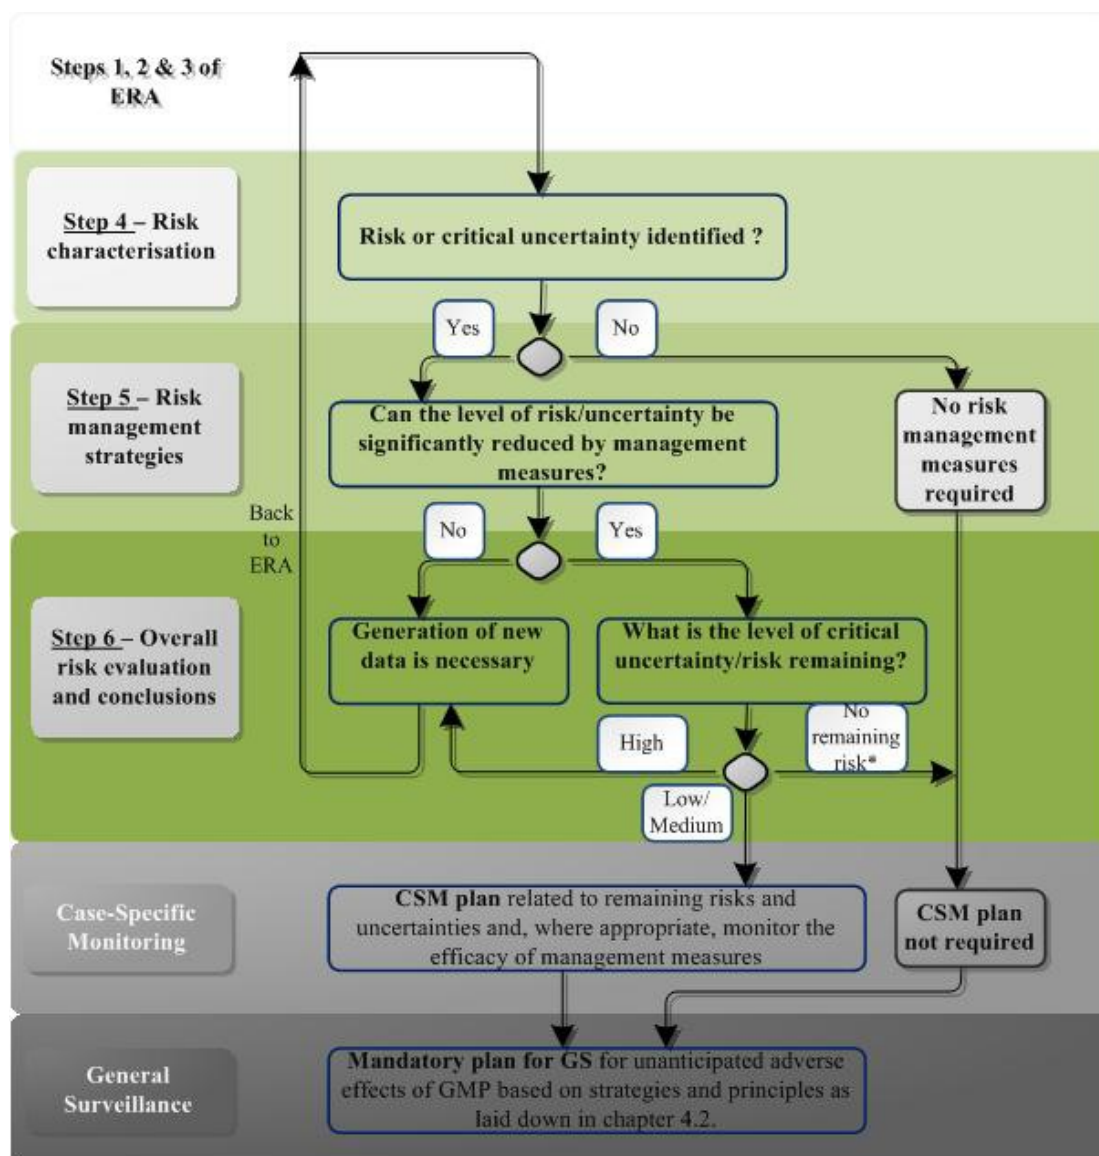 Steps 1, 2 & 3 of
ERA
Step 4 – Risk
characterisation
Risk or critical uncertainty identified ?
Yes
No
Step 5 – Risk
management
strategies
Can the level of risk/uncertainty be
significantly reduced by management
measures?
No risk
management
measures
required
Back
to
ERA
No
Yes
Step 6 – Overall
risk evaluation
and conclusions
Generation of new
data is necessary
What is the level of critical
uncertainty/risk remaining?
High
No
remaining
risk*
Low/
Medium
Case-Specific
Monitoring
CSM plan related to remaining risks and
uncertainties and, where appropriate, monitor the
efficacy of management measures
CSM plan
not required
General
Surveillance
Mandatory plan for GS for unanticipated adverse
effects of GMP based on strategies and principles as
laid down in chapter 4.2.